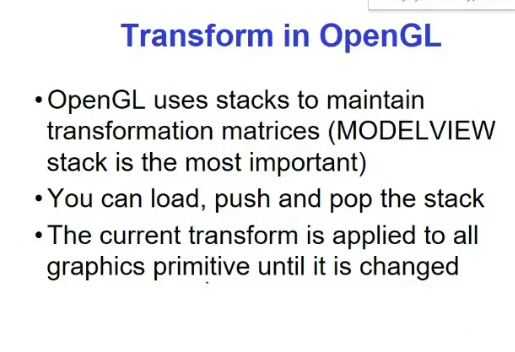 Transform in OpenGL
• OpenGL uses stacks to maintain
transformation matrices (MODELVIEW
stack is the most important)
• You can load, push and pop the stack
• The current transform is applied to all
graphics primitive until it is changed